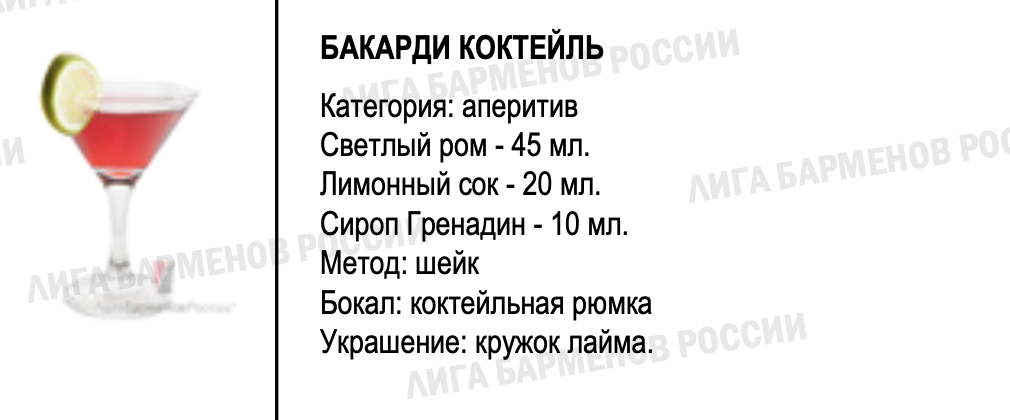 БАКАРДИ КОКТЕЙЛЬ
Категория: аперитив
Светлый ром - 45 мл.
Лимонный сок - 20 мл.
Сироп Гренадин - 10 мл.
Метод: шейк
Бокал: коктейльная рюмка
Украшение: кружок лайма.
ЛИГА БАРМЕНОВ РОССИИ
ЛИГА БАРМЕНОВ РОС
ЛИГА БАРМЕНОВ РОССИИ
ЛИГА БАРМЕНОВ РОССИИ